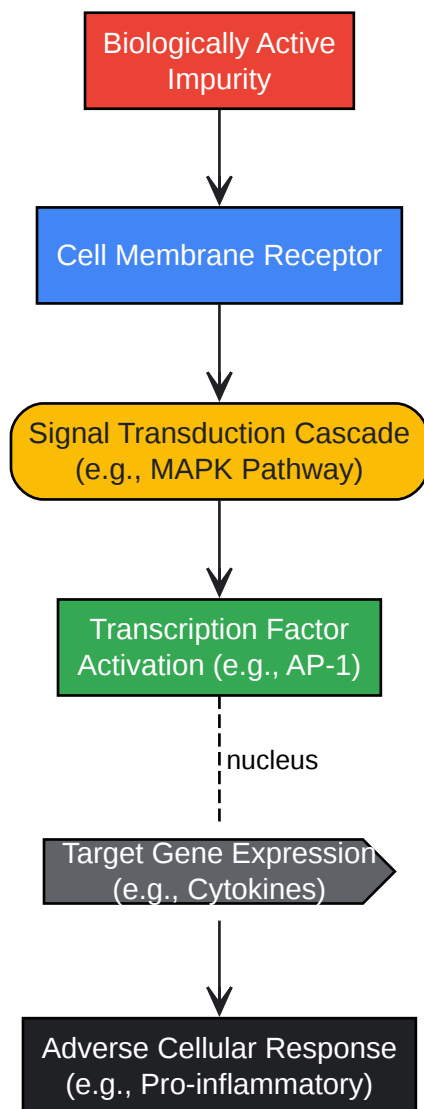 Biologically Active
Impurity
Cell Membrane Receptor
Signal Transduction Cascade
(e.g., MAPK Pathway)
Transcription Factor
Activation (e.g., AP-1)
nucleus
Target Gene Expression
(e.g., Cytokines)
Adverse Cellular Response
(e.g., Pro-inflammatory)